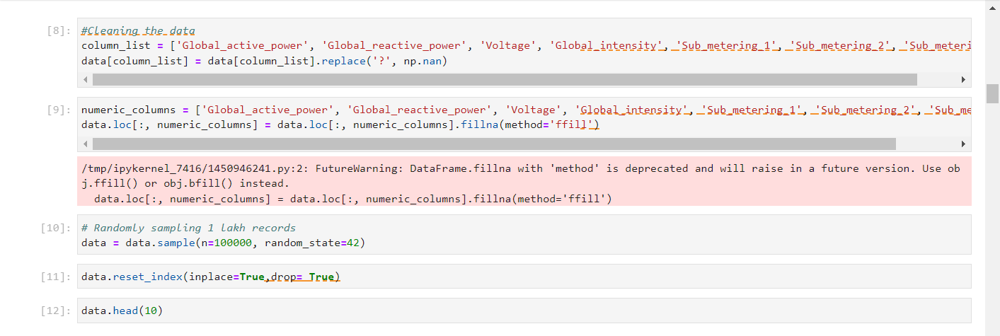 [8]: #Cleaning the data
column_list = ['Global_active_power', 'Global_reactive_power', 'Voltage', 'Global_intensity', 'Sub_metering_1', 'Sub_metering_2', 'Sub_meteri
data[column_list] = data[column_list].replace('?', np.nan)
[9]: numeric_columns = ['Global_active_power', 'Global_reactive_power', 'Voltage', 'Global_intensity', 'Sub_metering_1', 'Sub_metering_2', 'Sub_me
data.loc[:, numeric_columns] = data.loc[:, numeric_columns].fillna(method='ffill')
/tmp/ipykernel_7416/1450946241.py:2: FutureWarning: DataFrame.fillna with 'method' is deprecated and will raise in a future version. Use ob
j.ffill() or obj.bfill() instead.
data.loc[:, numeric_columns] = data.loc[:, numeric_columns].fillna(method='ffill')
[10]: # Randomly sampling 1 lakh records
data = data.sample(n=100000, random_state=42)
[11]: data.reset_index(inplace=True,drop= True)
[12]: data.head(10)